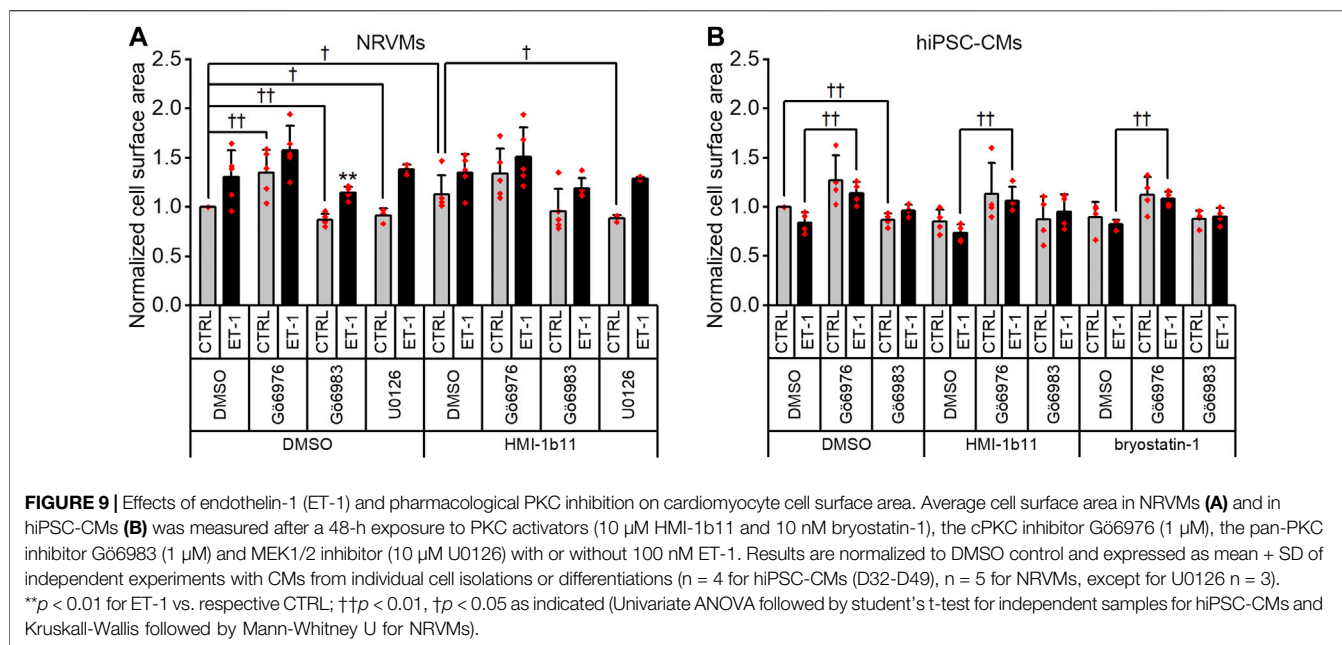 A NRVMs
Normalized cell surface area
2.5
2.0
1.5
1.0
0.5
0.0
† † †† †† ** †
CTRL ET-1 CTRL ET-1 CTRL ET-1 CTRL ET-1 CTRL ET-1 CTRL ET-1 CTRL ET-1 CTRL ET-1
DMSO Gö66976 Gö66983 U0126 DMSO Gö66976 Gö66983 U0126
DMSO HMI-1b11
B hiPSC-CMs
Normalized cell surface area
2.5
2.0
1.5
1.0
0.5
0.0
†† †† †† ††
CTRL ET-1 CTRL ET-1 CTRL ET-1 CTRL ET-1 CTRL ET-1 CTRL ET-1 CTRL ET-1 CTRL ET-1 CTRL ET-1
DMSO Gö66976 Gö66983 DMSO Gö66976 Gö66983 DMSO Gö66976 Gö66983
DMSO HMI-1b11 bryostatin-1
FIGURE 9 | Effects of endothelin-1 (ET-1) and pharmacological PKC inhibition on cardiomyocyte cell surface area. Average cell surface area in NRVMs (A) and in
hiPSC-CMs (B) was measured after a 48-h exposure to PKC activators (10 µM HMI-1b11 and 10 nM bryostatin-1), the cPKC inhibitor Gö6976 (1 µM), the pan-PKC
inhibitor Gö6983 (1 µM) and MEK1/2 inhibitor (10 µM U0126) with or without 100 nM ET-1. Results are normalized to DMSO control and expressed as mean + SD of
independent experiments with CMs from individual cell isolations or differentiations (n = 4 for hiPSC-CMs (D32-D49), n = 5 for NRVMs, except for U0126 n = 3).
**p < 0.01 for ET-1 vs. respective CTRL; ††p < 0.01, †p < 0.05 as indicated (Univariate ANOVA followed by student's t-test for independent samples for hiPSC-CMs and
Kruskall-Wallis followed by Mann-Whitney U for NRVMs).